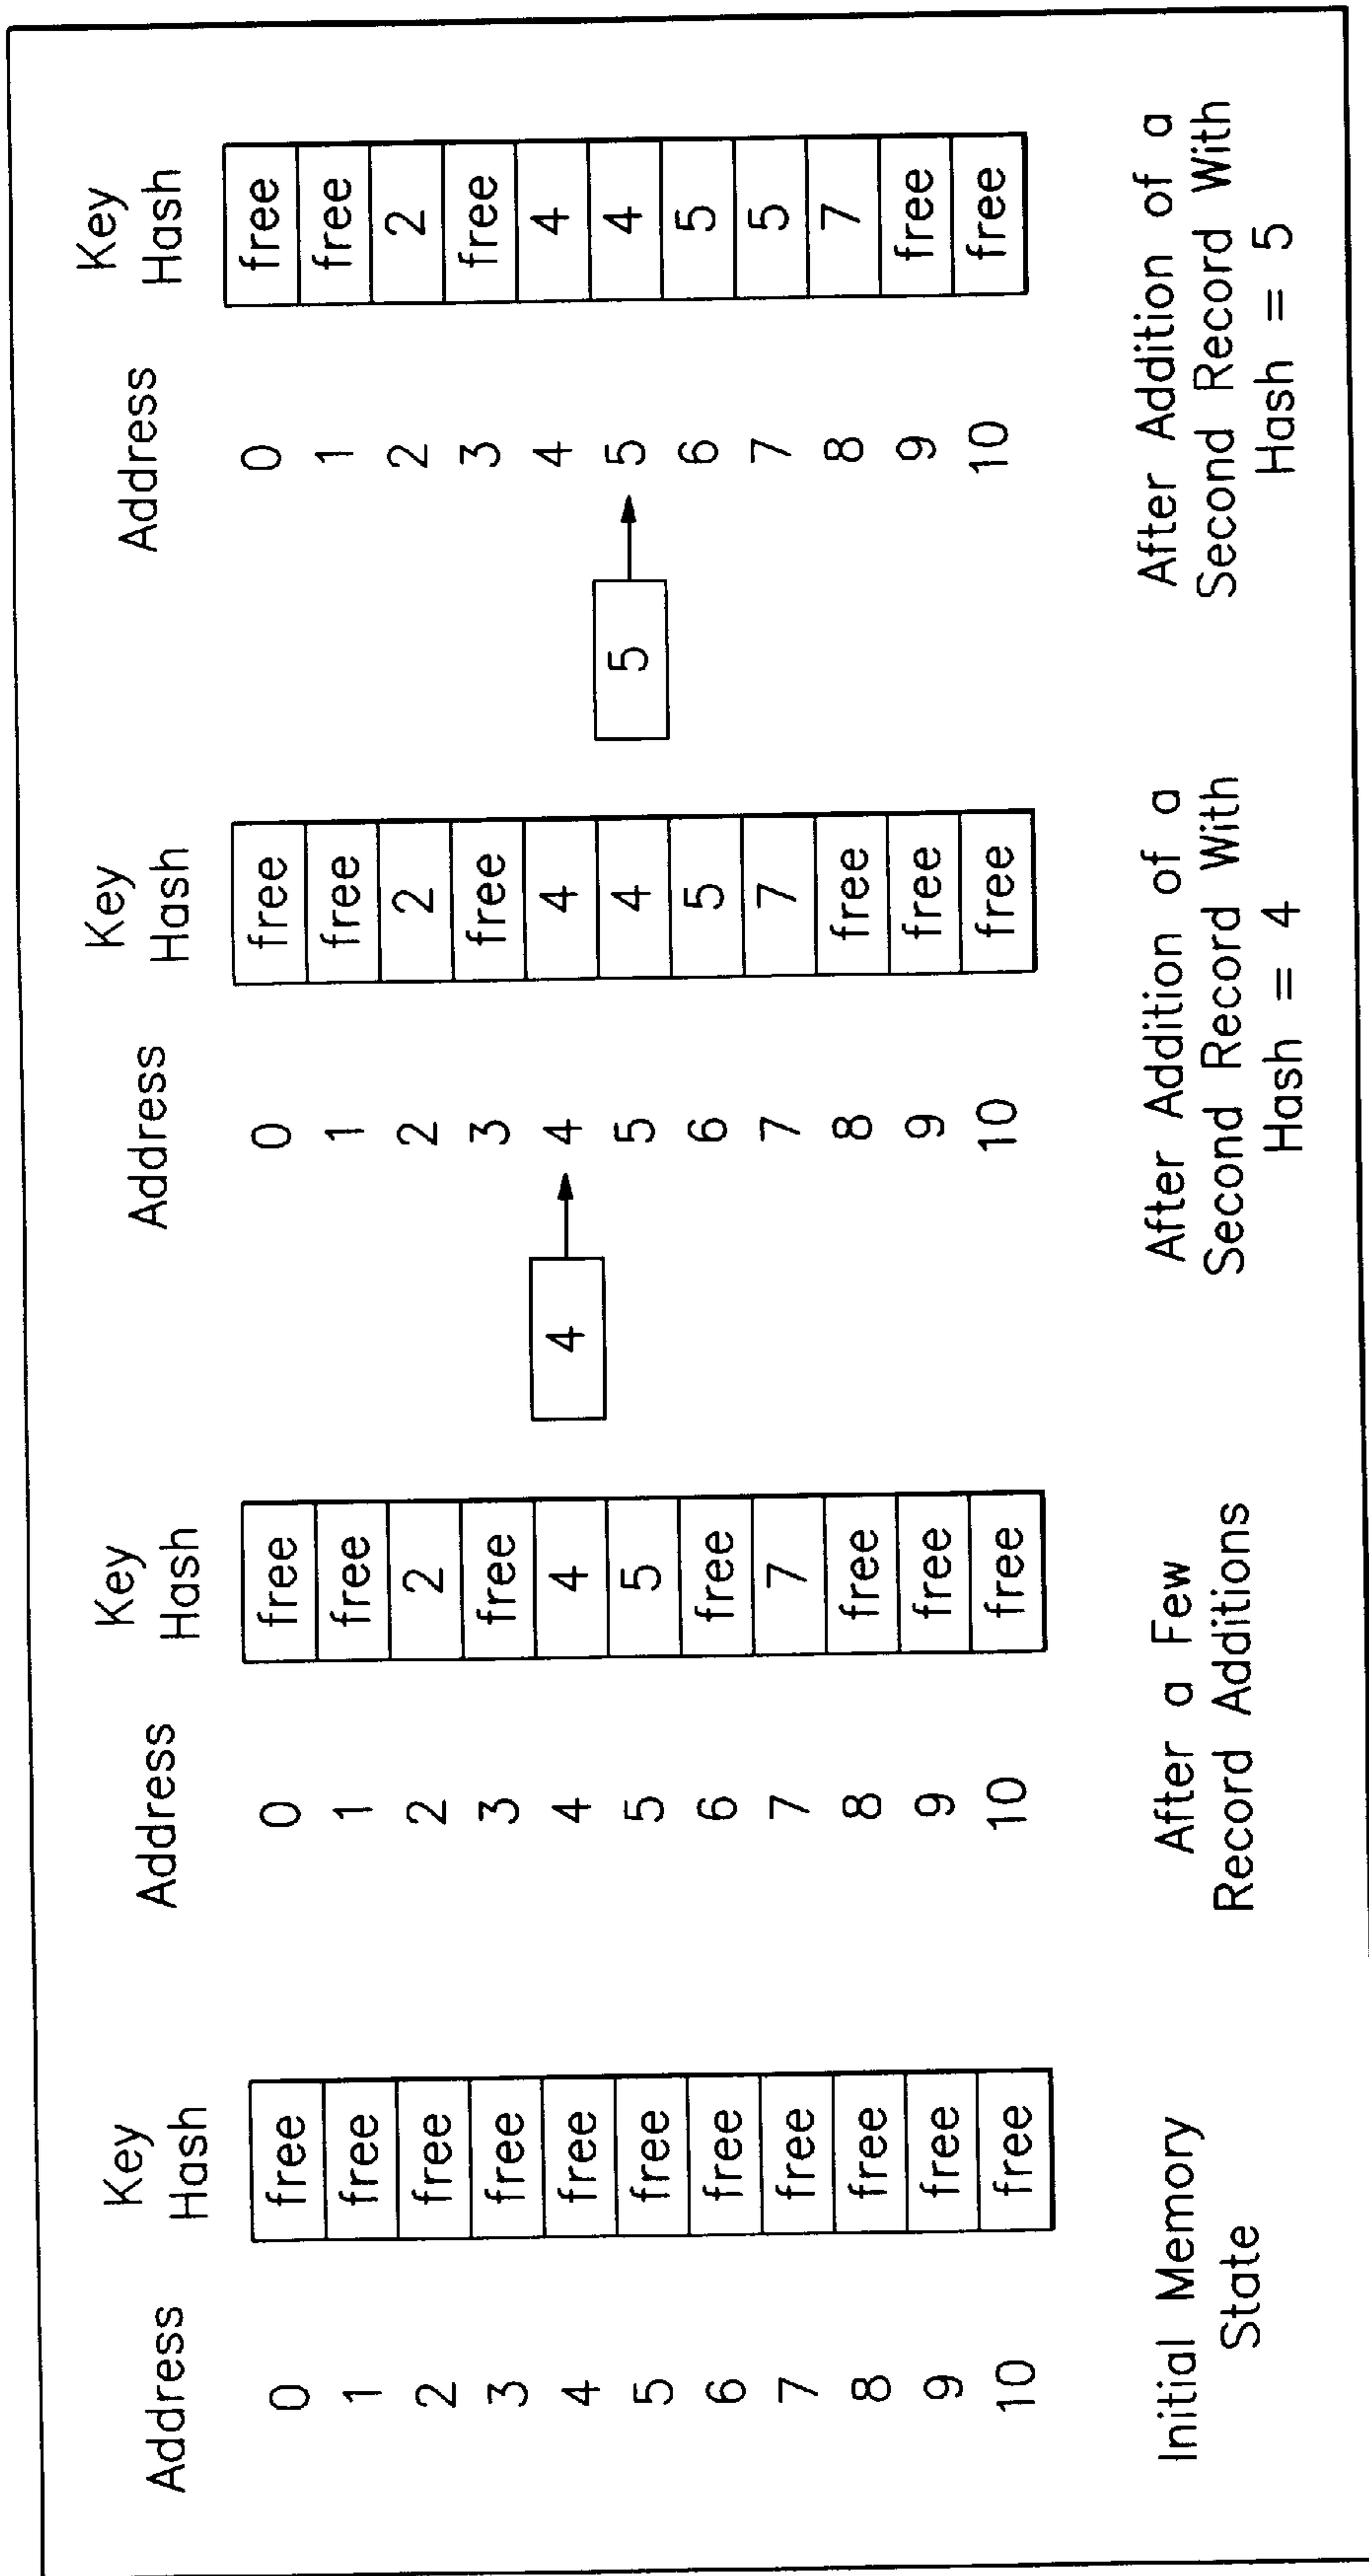 Address Key Hash
0 free
1 free
2 free
3 free
4 free
5 free
6 free
7 free
8 free
9 free
10 free
Initial Memory
State
Address Key Hash
0 free
1 free
2 2
3 free
4 4
5 5
6 free
7 7
8 free
9 free
10 free
After a Few
Record Additions
4
Address Key Hash
0 free
1 free
2 2
3 free
4 4
5 4
6 5
7 7
8 free
9 free
10 free
After Addition of a
Second Record With
Hash = 4
5
Address Key Hash
0 free
1 free
2 2
3 free
4 4
5 4
6 5
7 5
8 7
9 free
10 free
After Addition of a
Second Record With
Hash = 5